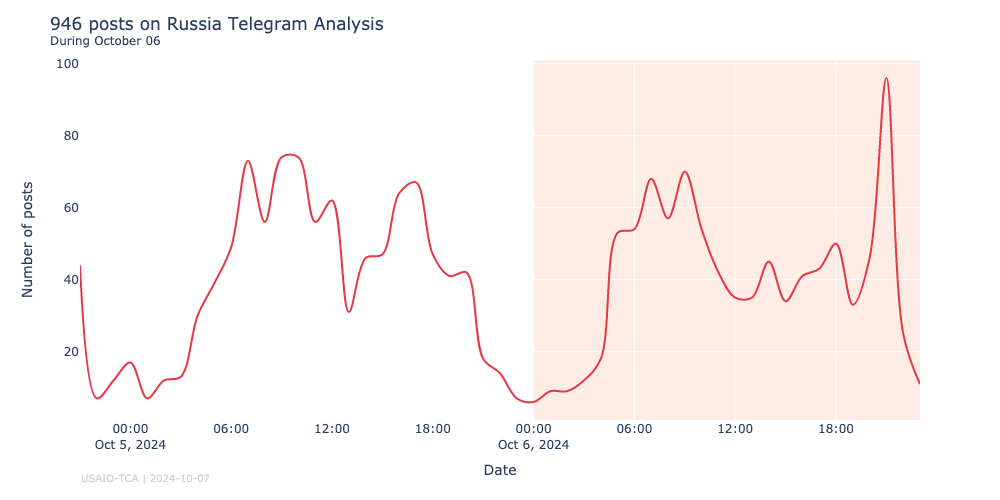 946 posts on Russia Telegram Analysis
During October 06
100
80
60
40
20
Number of posts
00:00
Oct 5, 2024
06:00
12:00
18:00
00:00
Oct 6, 2024
06:00
12:00
18:00
Date
USAID-TCA | 2024-10-07